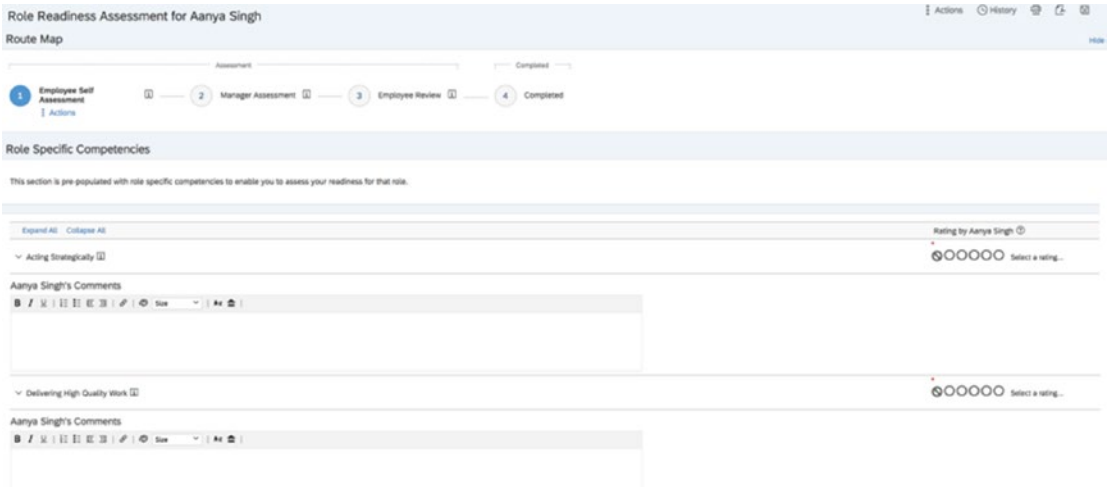 Role Readiness Assessment for Aanya Singh
Actions History
Route Map
Hide
Assessment
Completed
1 Employee Self Assessment
Actions
2 Manager Assessment
3 Employee Review
4 Completed
Role Specific Competencies
This section is pre-populated with role specific competencies to enable you to assess your readiness for that role.
Expand All Collapse All
Rating by Aanya Singh
Acting Strategically
Select a rating...
Aanya Singh's Comments
B I U Size
Delivering High Quality Work
Select a rating...
Aanya Singh's Comments
B I U Size